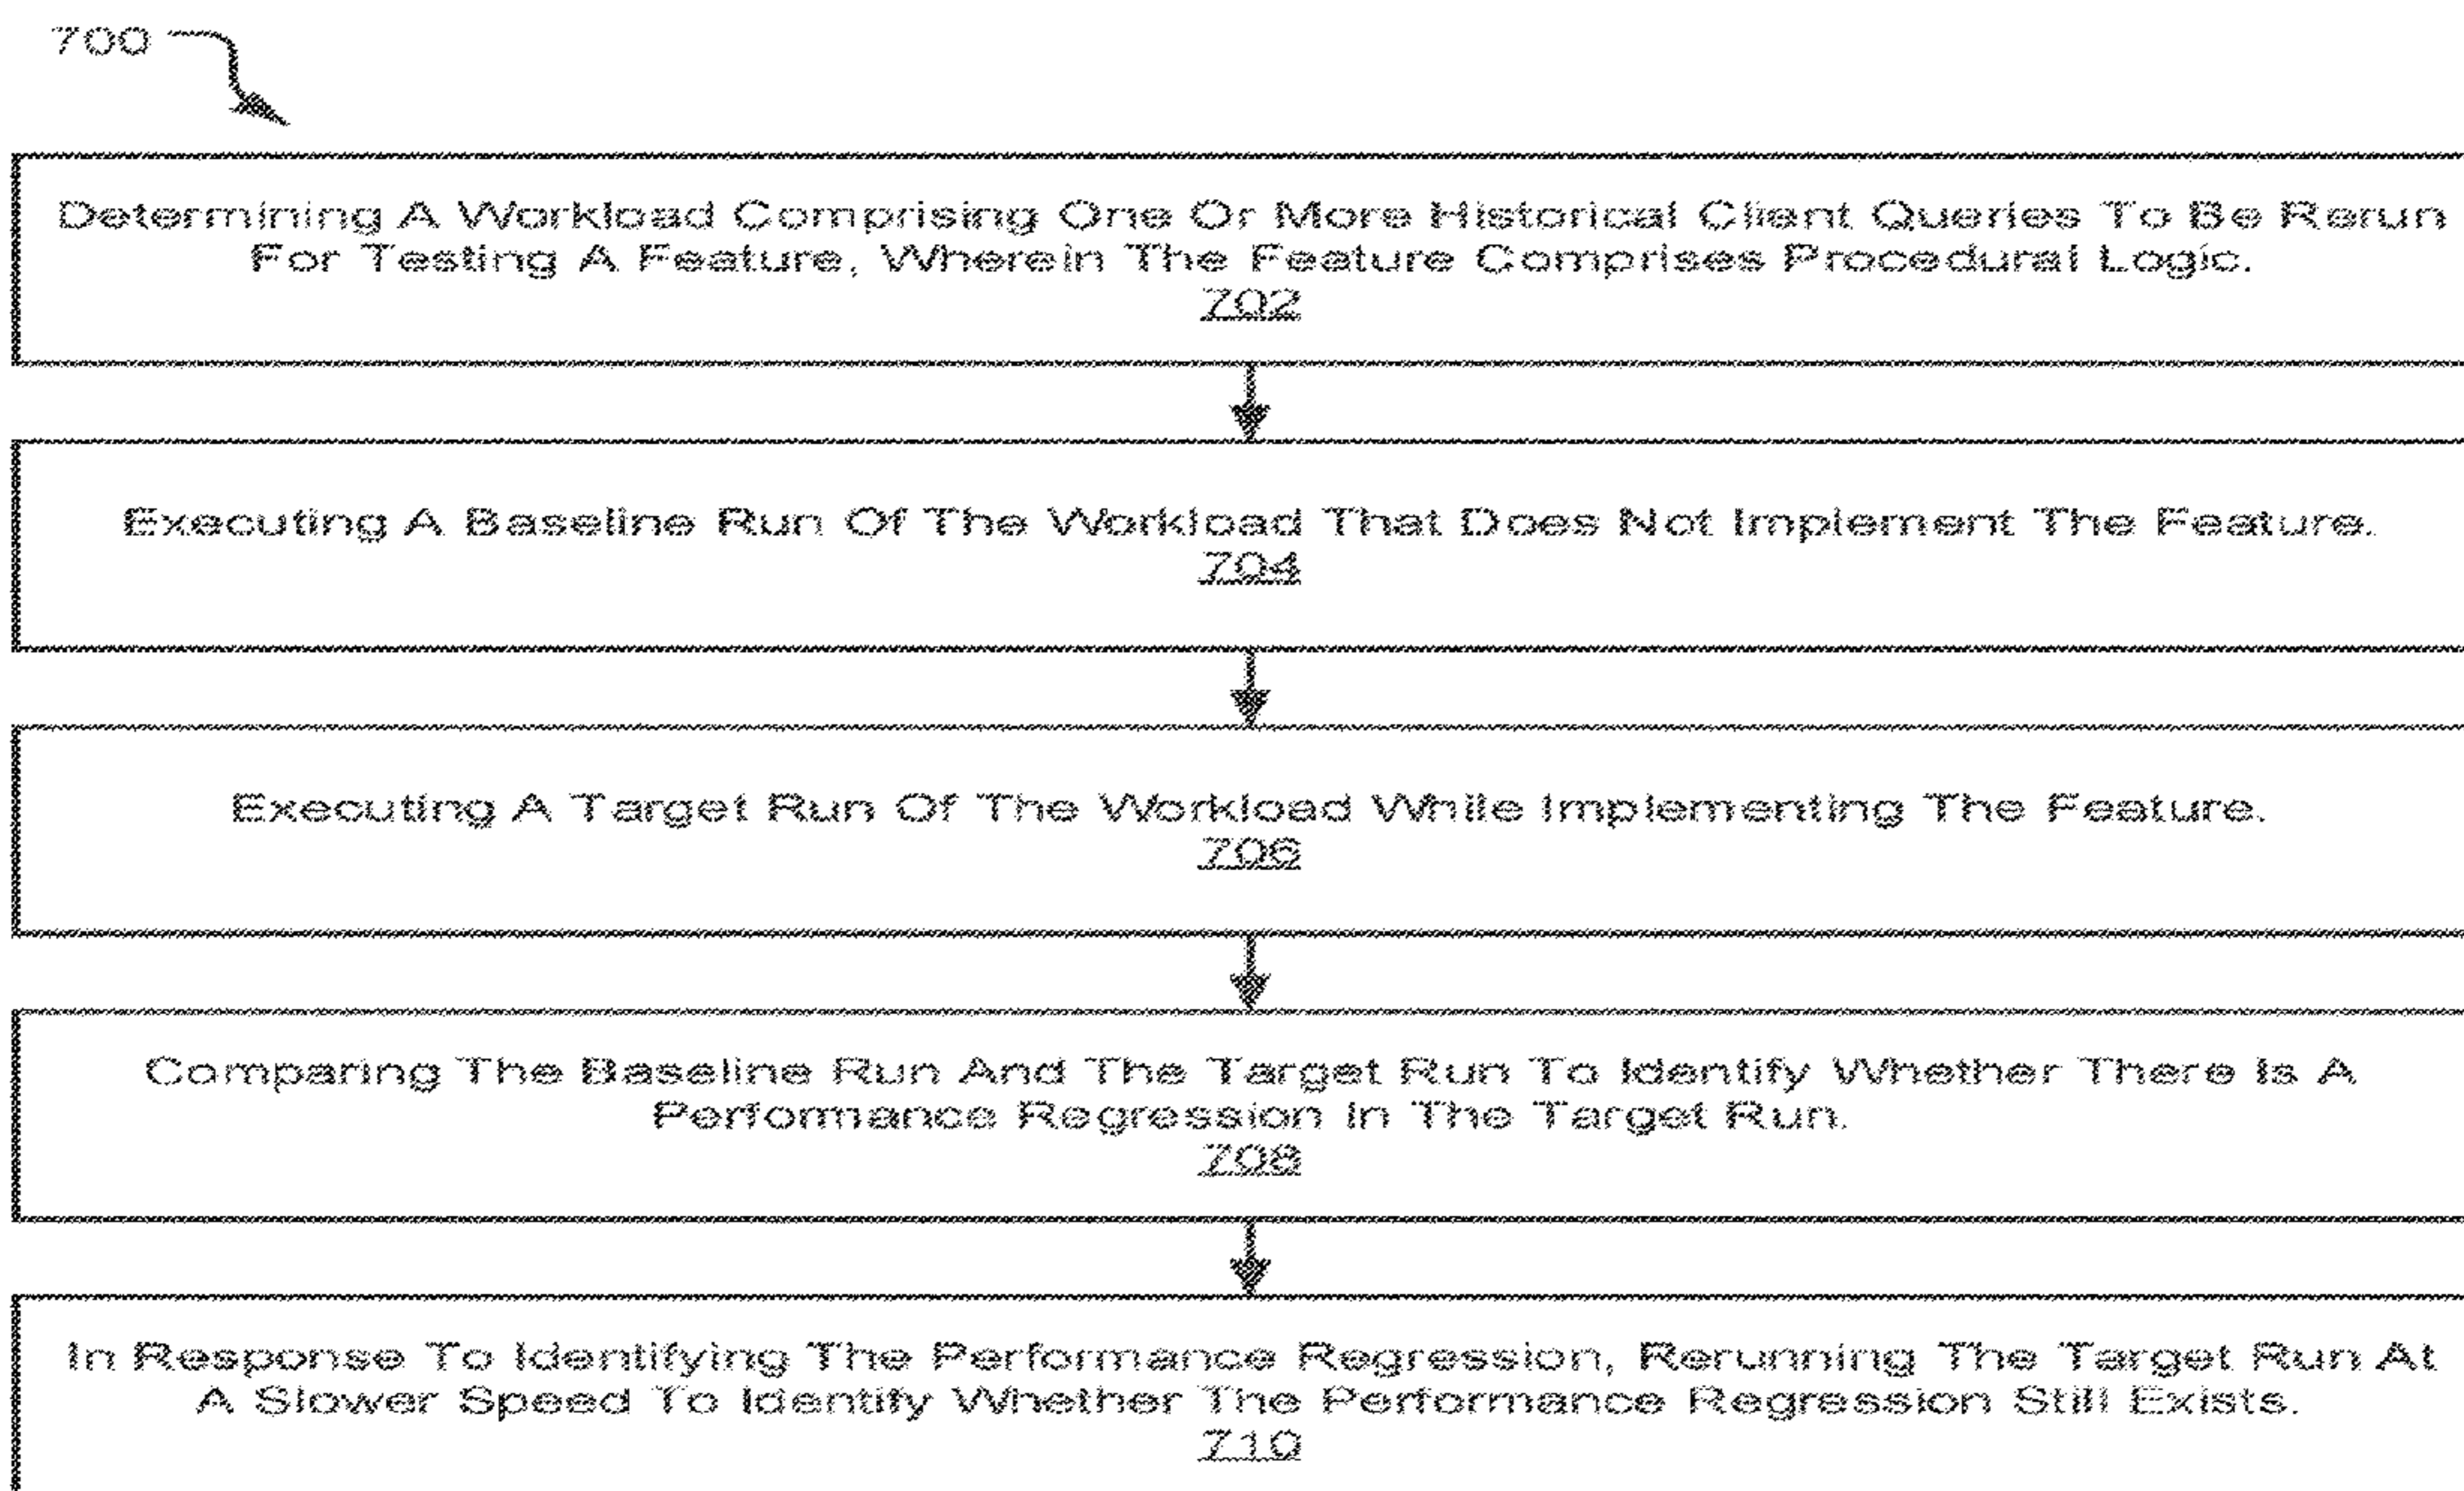 700
Determining A Workload Comprising One Or More Historical Client Queries To Be Rerun
For Testing A Feature, Wherein The Feature Comprises Procedural Logic.
702
Executing A Baseline Run Of The Workload That Does Not Implement The Feature.
704
Executing A Target Run Of The Workload While Implementing The Feature.
706
Comparing The Baseline Run And The Target Run To Identify Whether There Is A
Performance Regression In The Target Run.
708
In Response To Identifying The Performance Regression, Rerunning The Target Run At
A Slower Speed To Identify Whether The Performance Regression Still Exists.
710